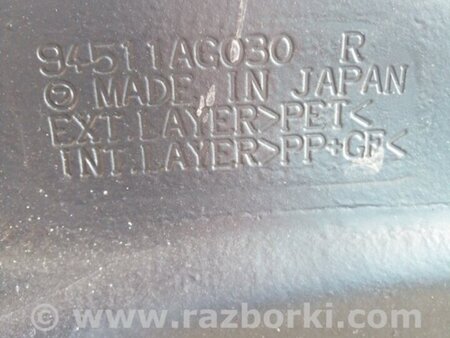 94511AG030 R
MADE IN JAPAN
EXT.LAYER>PET<
INT.LAYER>PP+GF<
© www.razborki.com